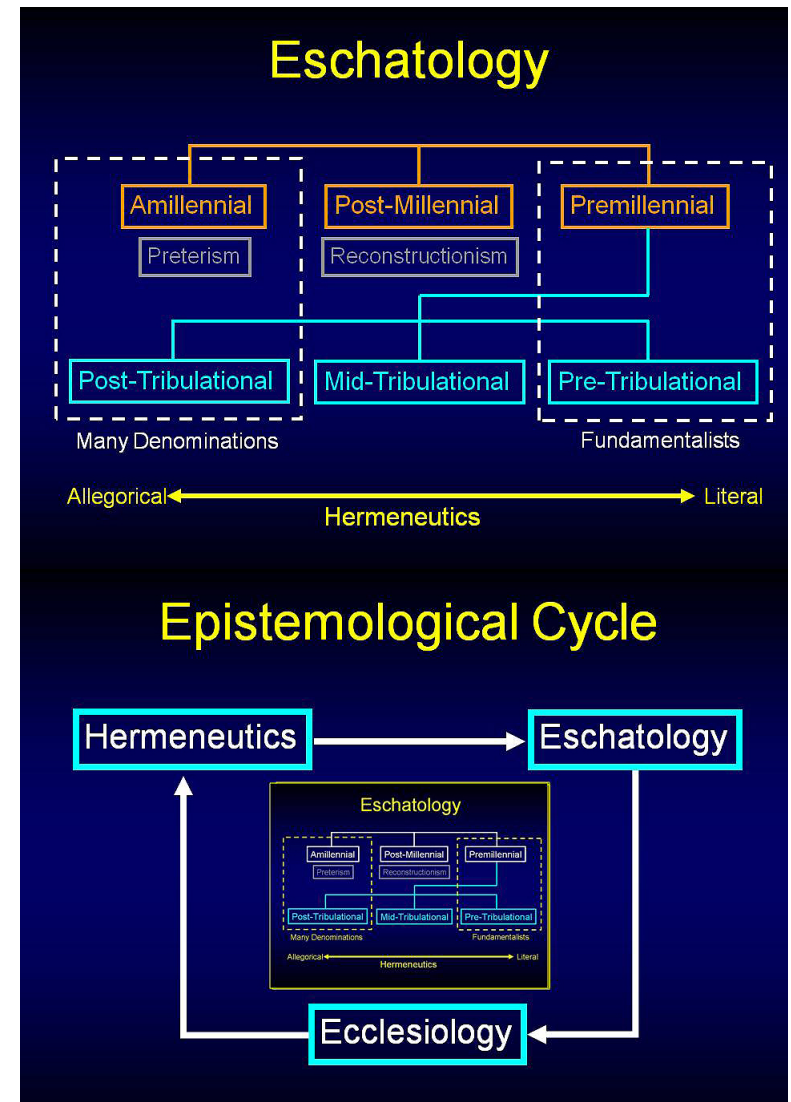 Eschatology
Amillennial Post-Millennial Premillennial
Preterism Reconstructionism
Post-Tribulational Mid-Tribulational Pre-Tribulational
Many Denominations Fundamentalists
Allegorical Literal
Hermeneutics
Epistemological Cycle
Hermeneutics Eschatology
Eschatology
Amillennial Post-Millennial Premillennial
Preterism Reconstructionism
Post-Tribulational Mid-Tribulational Pre-Tribulational
Many Denominations Fundamentalists
Allegorical Literal
Hermeneutics
Ecclesiology